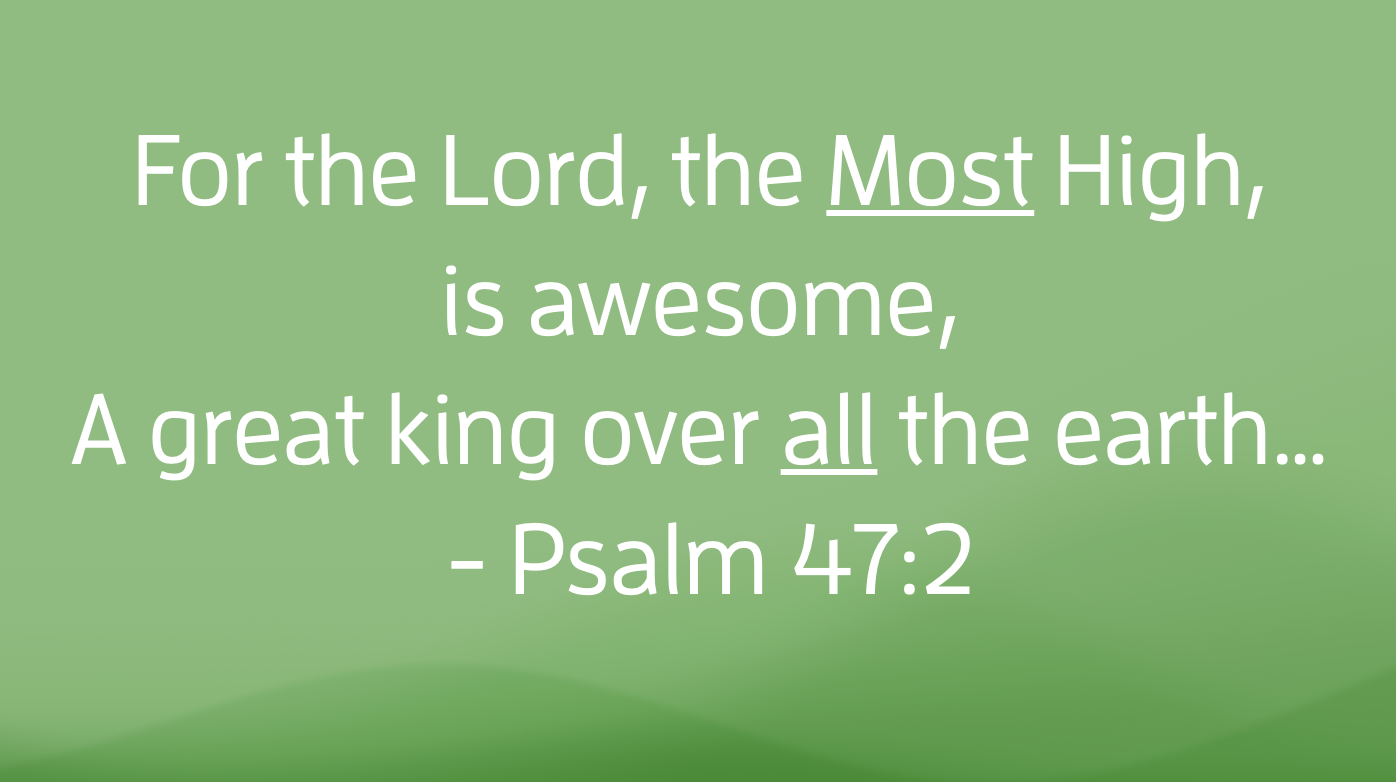 For the Lord, the Most High,
is awesome,
A great king over all the earth...
- Psalm 47:2